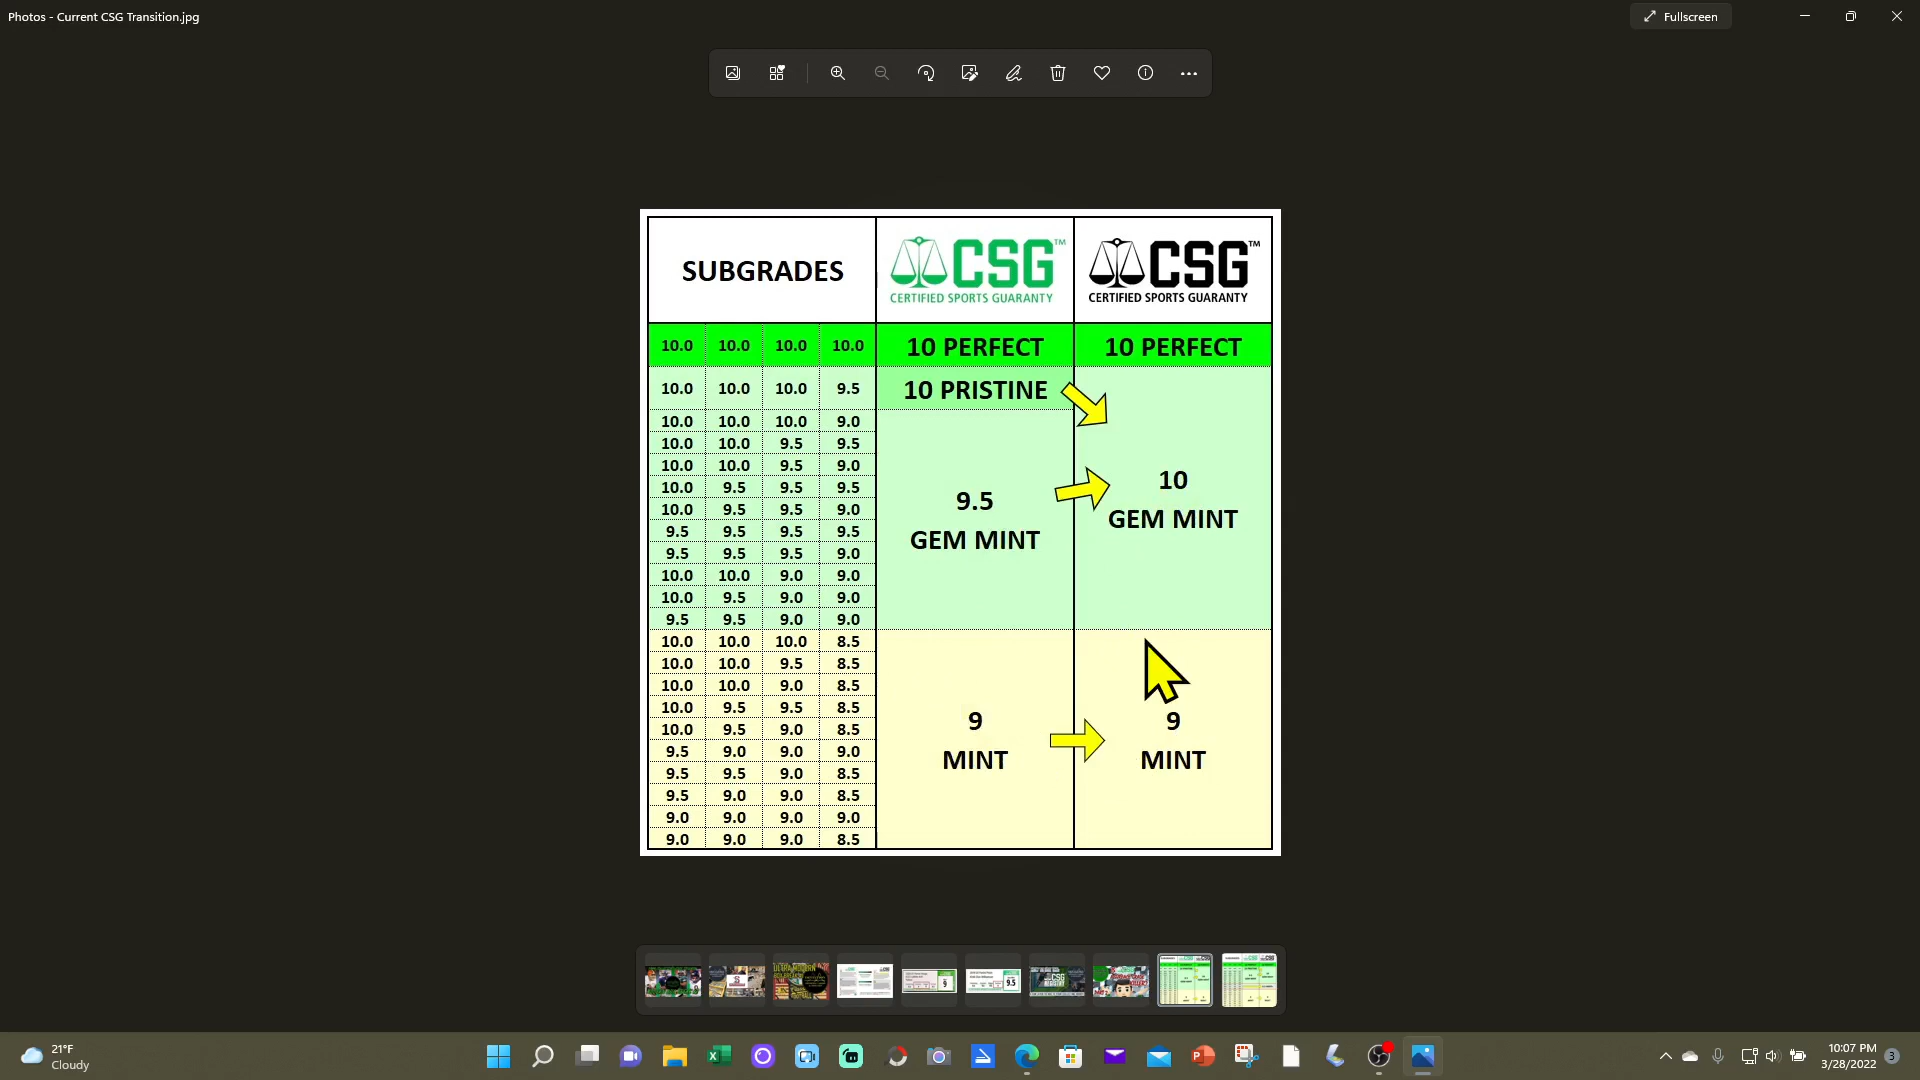 Photos - Current CSG Transition.jpg
Fullscreen
SUBGRADES
CSG™
CERTIFIED SPORTS GUARANTY
CSG™
CERTIFIED SPORTS GUARANTY
10.0 10.0 10.0 10.0 10 PERFECT 10 PERFECT
10.0 10.0 10.0 9.5 10 PRISTINE
10.0 10.0 10.0 9.0
10.0 10.0 9.5 9.5
10.0 10.0 9.5 9.0
10.0 9.5 9.5 9.5
10.0 9.5 9.5 9.0
9.5 9.5 9.5 9.5
9.5 9.5 9.5 9.0
10.0 10.0 9.0 9.0
10.0 9.5 9.0 9.0
9.5 9.5 9.0 9.0
9.5
GEM MINT
10
GEM MINT
10.0 10.0 10.0 8.5
10.0 10.0 9.5 8.5
10.0 10.0 9.0 8.5
10.0 9.5 9.5 8.5
10.0 9.5 9.0 8.5
9.5 9.0 9.0 9.0
9.5 9.5 9.0 8.5
9.5 9.0 9.0 8.5
9.0 9.0 9.0 9.0
9.0 9.0 9.0 8.5
9
MINT
9
MINT
21°F
Cloudy
10:07 PM
3/28/2022
3